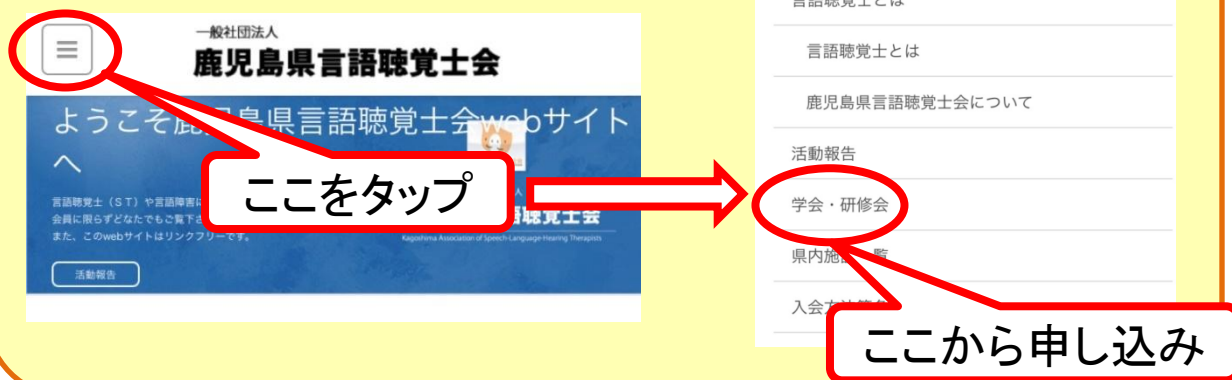 一般社団法人
鹿児島県言語聴覚士会
ようこそ鹿児島県言語聴覚士会webサイト
へ
言語聴覚士（ST）や言語障害に
会員に限らずどなたでもご覧下さ
また、このwebサイトはリンクフリーです。
活動報告
語聴覚士会
Kagoshima Association of Speech-Language-Hearing Therapists
ここをタップ
言語聴覚士とは
言語聴覚士とは
鹿児島県言語聴覚士会について
活動報告
学会・研修会
県内施設一覧
入会方法
ここから申し込み